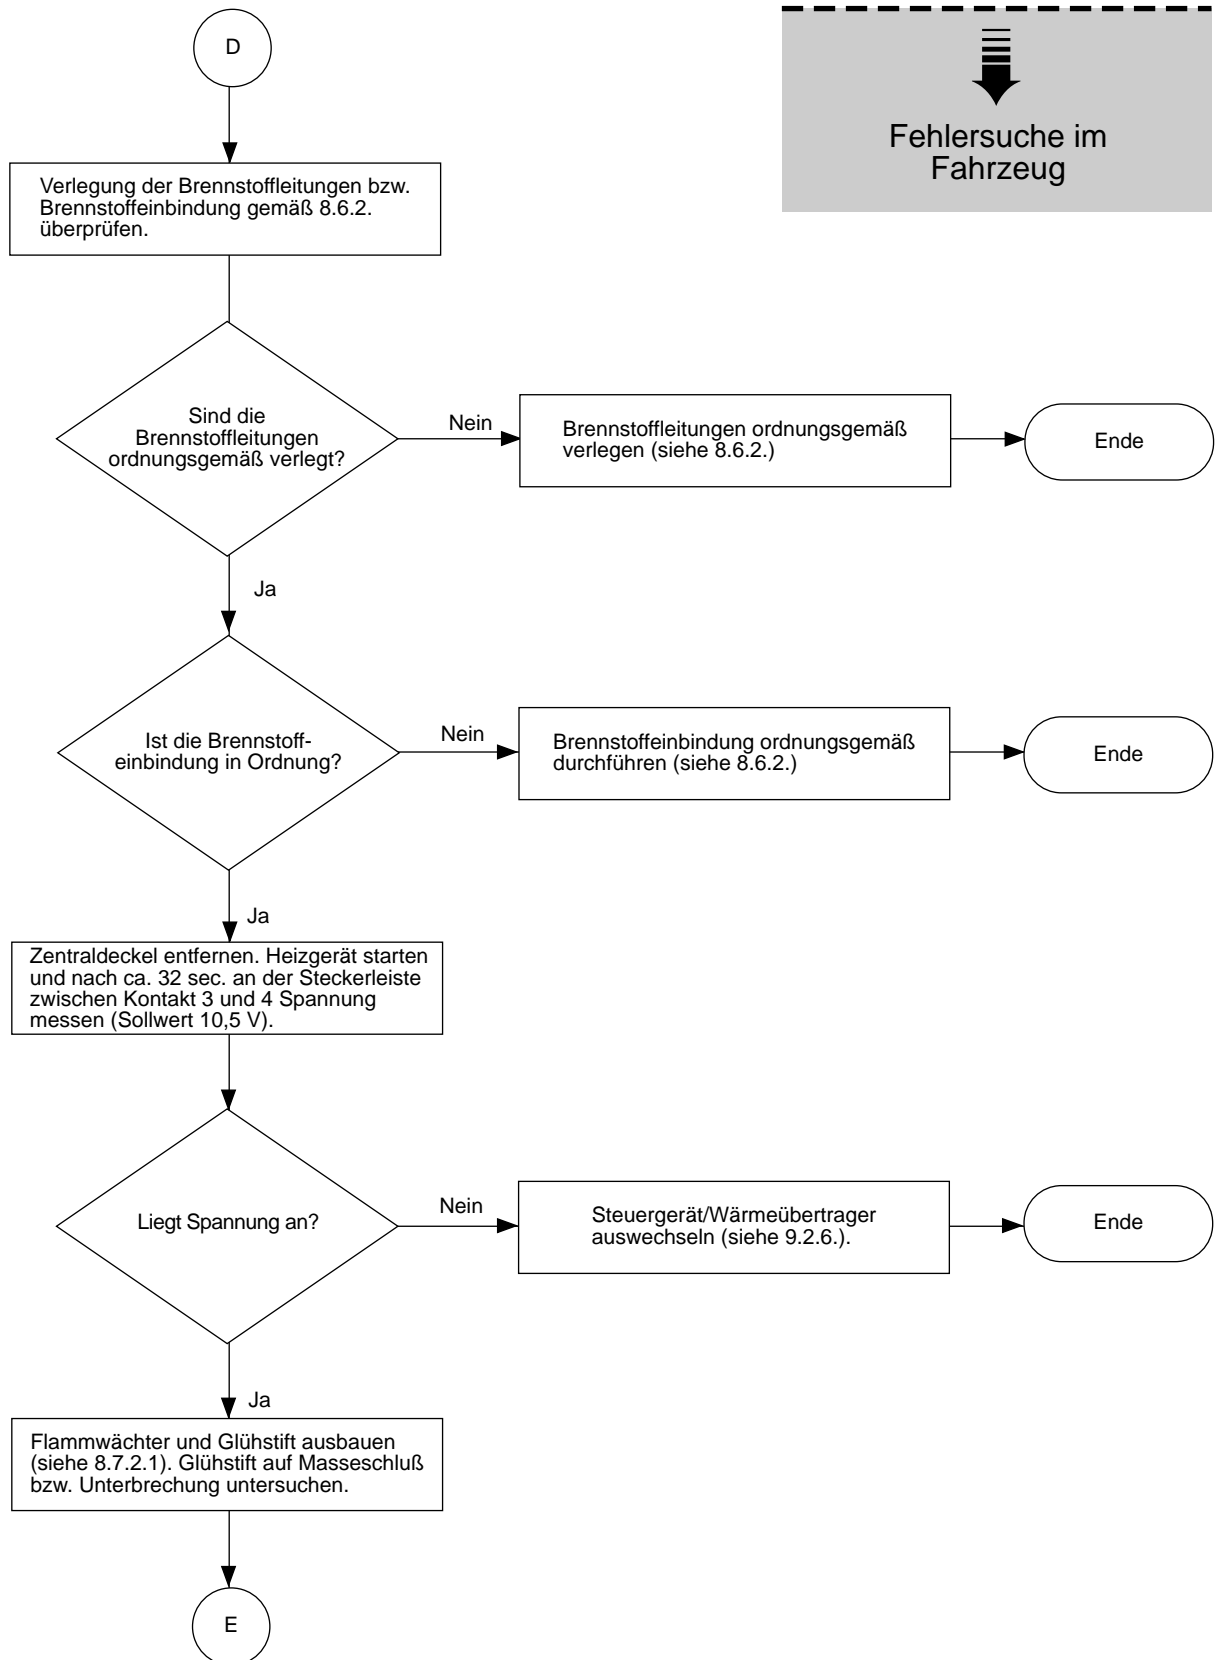 D
Fehlersuche im
Fahrzeug
Verlegung der Brennstoffleitungen bzw.
Brennstoffeinbindung gemäß 8.6.2.
überprüfen.
Sind die
Brennstoffleitungen
ordnungsgemäß verlegt?
Nein
Brennstoffleitungen ordnungsgemäß
verlegen (siehe 8.6.2.)
Ende
Ja
Ist die Brennstoff-
einbindung in Ordnung?
Nein
Brennstoffeinbindung ordnungsgemäß
durchführen (siehe 8.6.2.)
Ende
Ja
Zentraldeckel entfernen. Heizgerät starten
und nach ca. 32 sec. an der Steckerleiste
zwischen Kontakt 3 und 4 Spannung
messen (Sollwert 10,5 V).
Liegt Spannung an?
Nein
Steuergerät/Wärmeübertrager
auswechseln (siehe 9.2.6.).
Ende
Ja
Flammwächter und Glühstift ausbauen
(siehe 8.7.2.1). Glühstift auf Masseschluß
bzw. Unterbrechung untersuchen.
E